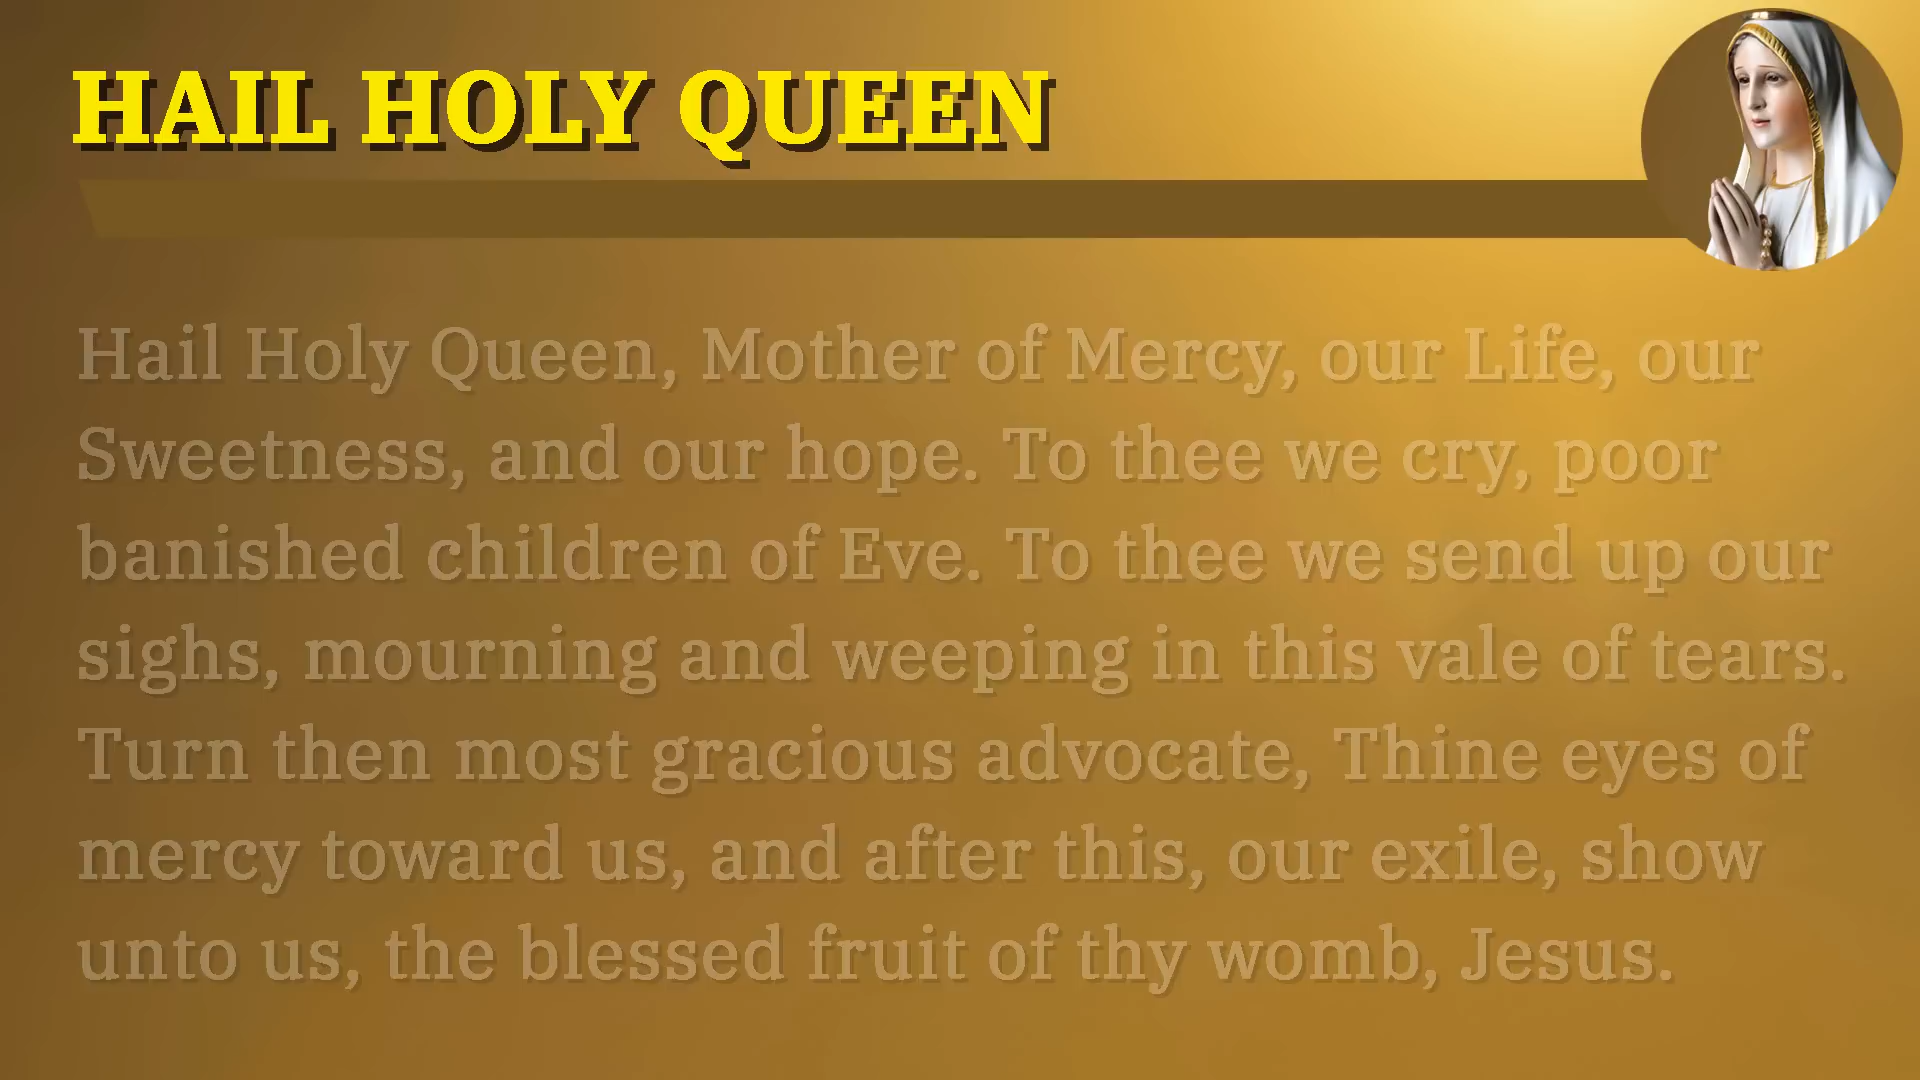 HAIL HOLY QUEEN
Hail Holy Queen, Mother of Mercy, our Life, our
Sweetness, and our hope. To thee we cry, poor
banished children of Eve. To thee we send up our
sighs, mourning and weeping in this vale of tears.
Turn then most gracious advocate, Thine eyes of
mercy toward us, and after this, our exile, show
unto us, the blessed fruit of thy womb, Jesus.